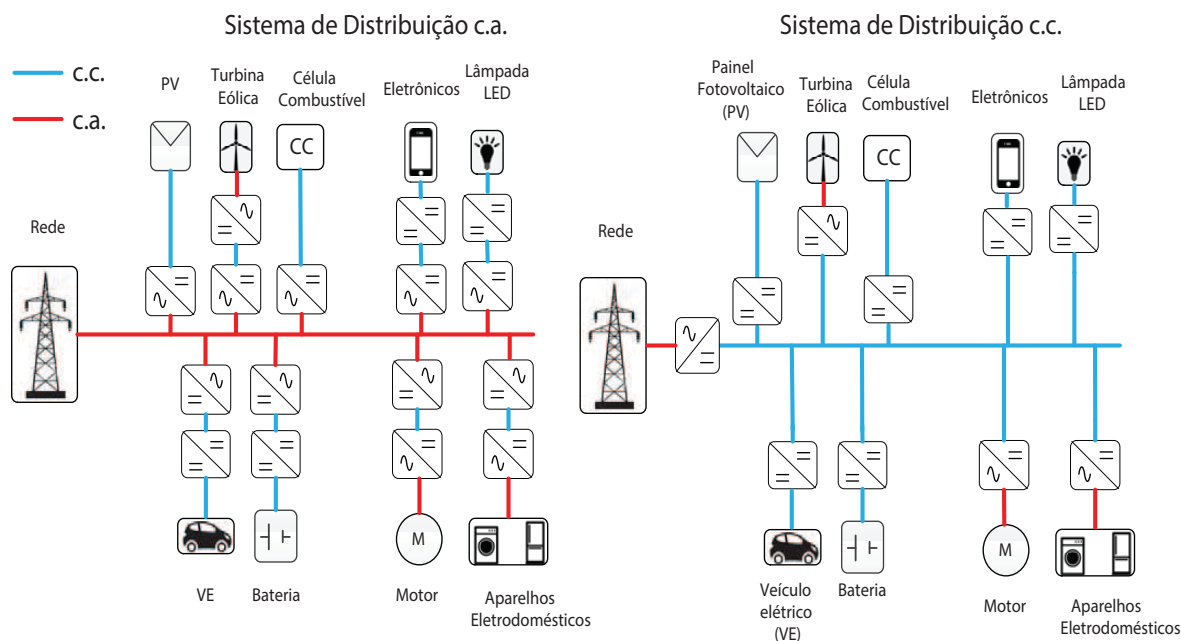 Sistema de Distribuição c.a.
c.c.
c.a.
PV
Turbina
Eólica
Célula
Combustível
Eletrônicos
Lâmpada
LED
CC
Rede
M
VE
Bateria
Motor
Aparelhos
Eletrodomésticos
Sistema de Distribuição c.c.
Painel
Fotovoltaico
(PV)
Turbina
Eólica
Célula
Combustível
Eletrônicos
Lâmpada
LED
CC
Rede
M
Veículo
elétrico
(VE)
Bateria
Motor
Aparelhos
Eletrodomésticos